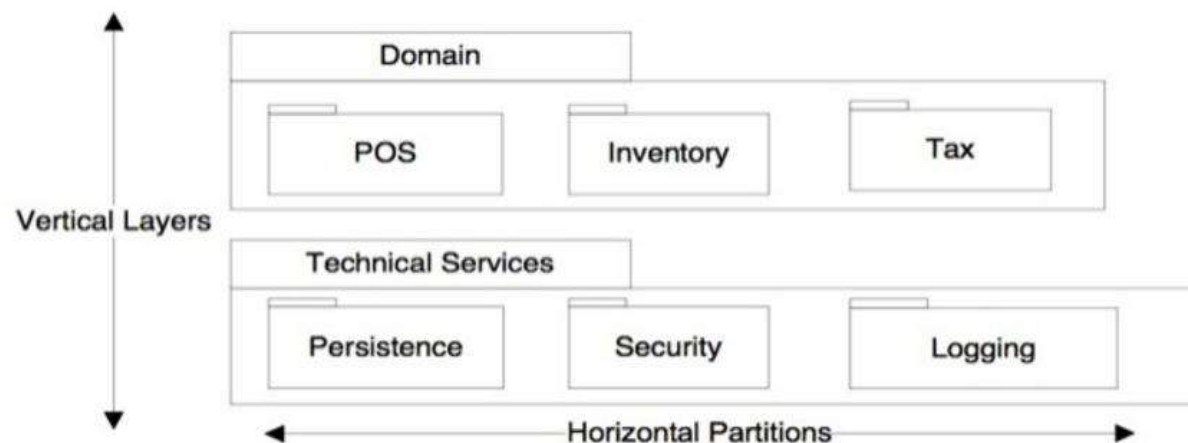 Domain
POS
Inventory
Tax
Vertical Layers
Technical Services
Persistence
Security
Logging
Horizontal Partitions